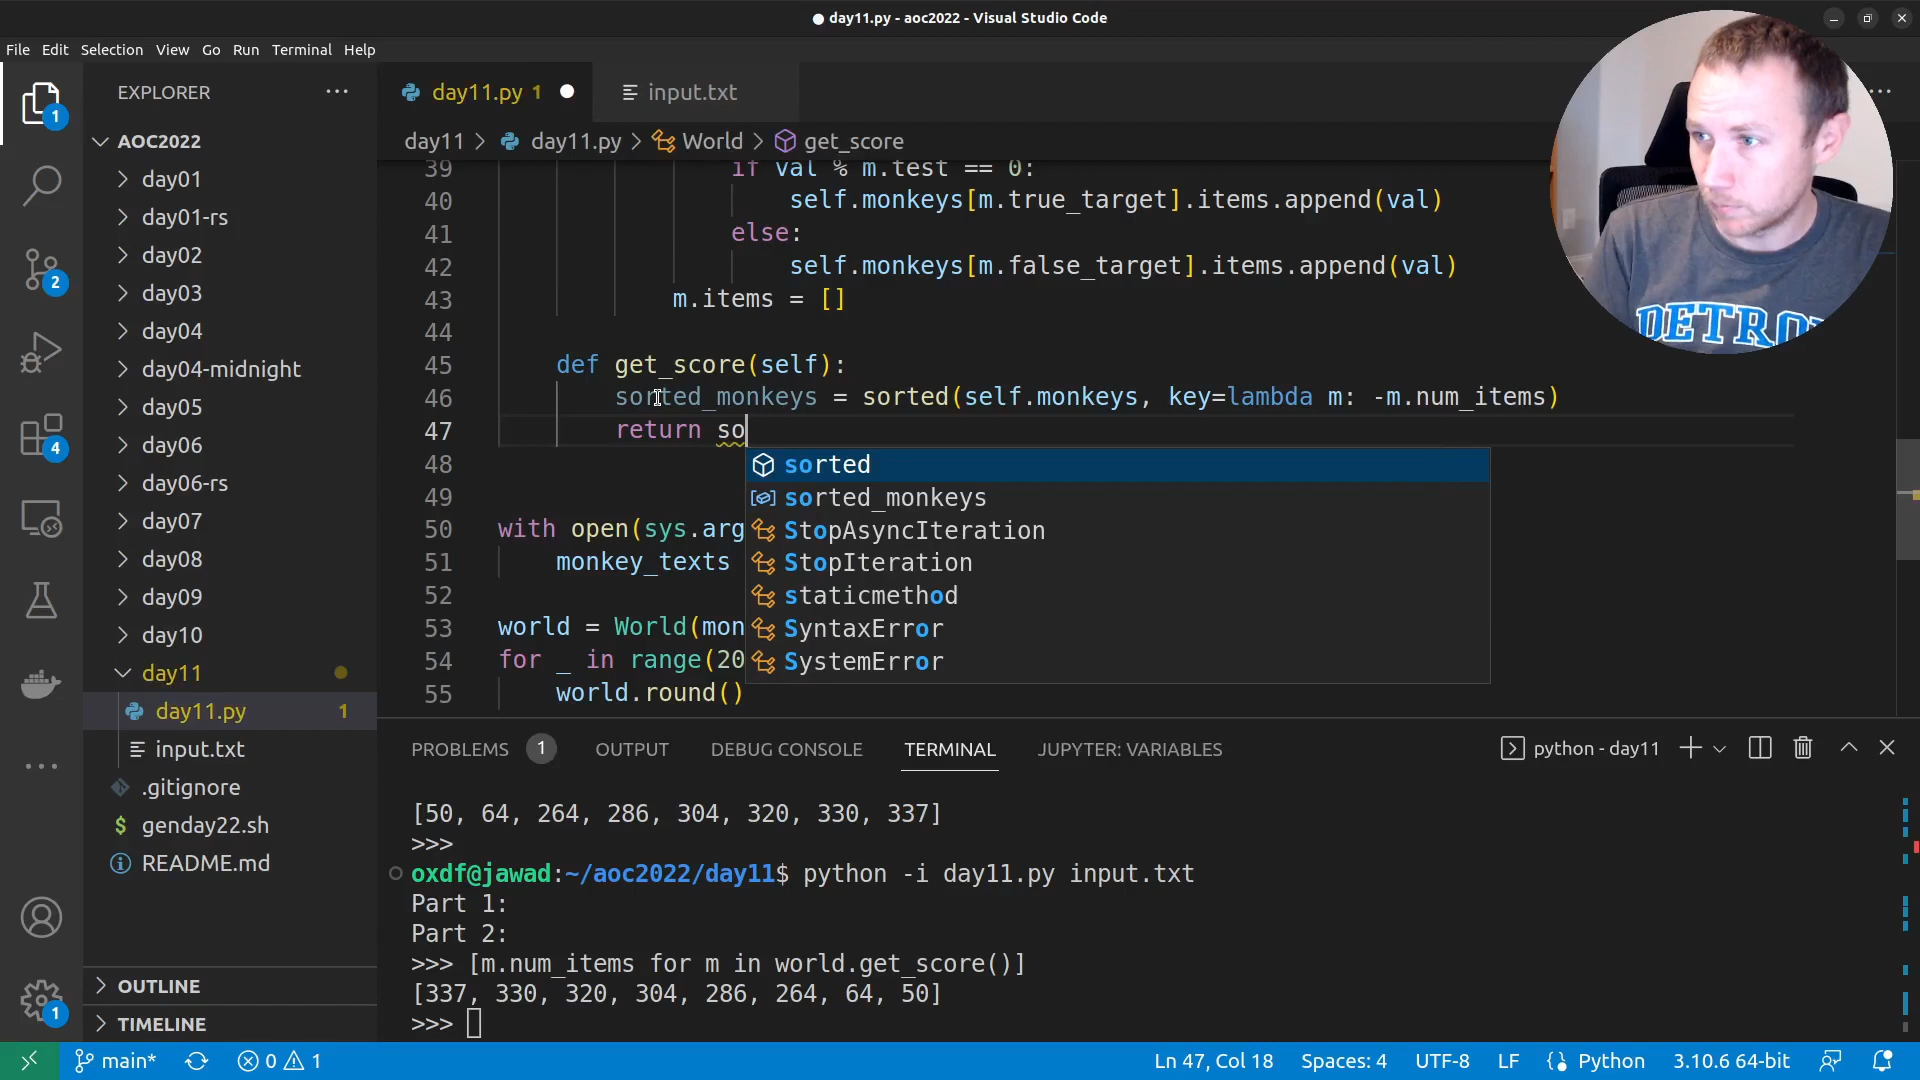 day11.py - aoc2022 - Visual Studio Code
File Edit Selection View Go Run Terminal Help
EXPLORER
day11.py 1
input.txt
AOC2022
day11 > day11.py > World > get_score
day01
day01-rs
day02
day03
day04
day04-midnight
day05
day06
day06-rs
day07
day08
day09
day10
day11
day11.py 1
input.txt
.gitignore
genday22.sh
README.md
OUTLINE
TIMELINE
1
2
4
1
39 if val % m.test == 0:
40 self.monkeys[m.true_target].items.append(val)
41 else:
42 self.monkeys[m.false_target].items.append(val)
43 m.items = []
44
45 def get_score(self):
46 sorted_monkeys = sorted(self.monkeys, key=lambda m: -m.num_items)
47 return so
48
49
50 with open(sys.arg
51 monkey_texts
52
53 world = World(mon
54 for _ in range(20
55 world.round()
sorted
sorted_monkeys
StopAsyncIteration
StopIteration
staticmethod
SyntaxError
SystemError
DETRO
PROBLEMS 1 OUTPUT DEBUG CONSOLE TERMINAL JUPYTER: VARIABLES
python - day11
[50, 64, 264, 286, 304, 320, 330, 337]
>>>
oxdf@jawad:~/aoc2022/day11$ python -i day11.py input.txt
Part 1:
Part 2:
>>> [m.num_items for m in world.get_score()]
[337, 330, 320, 304, 286, 264, 64, 50]
>>>
main* 0 1 Ln 47, Col 18 Spaces: 4 UTF-8 LF Python 3.10.6 64-bit